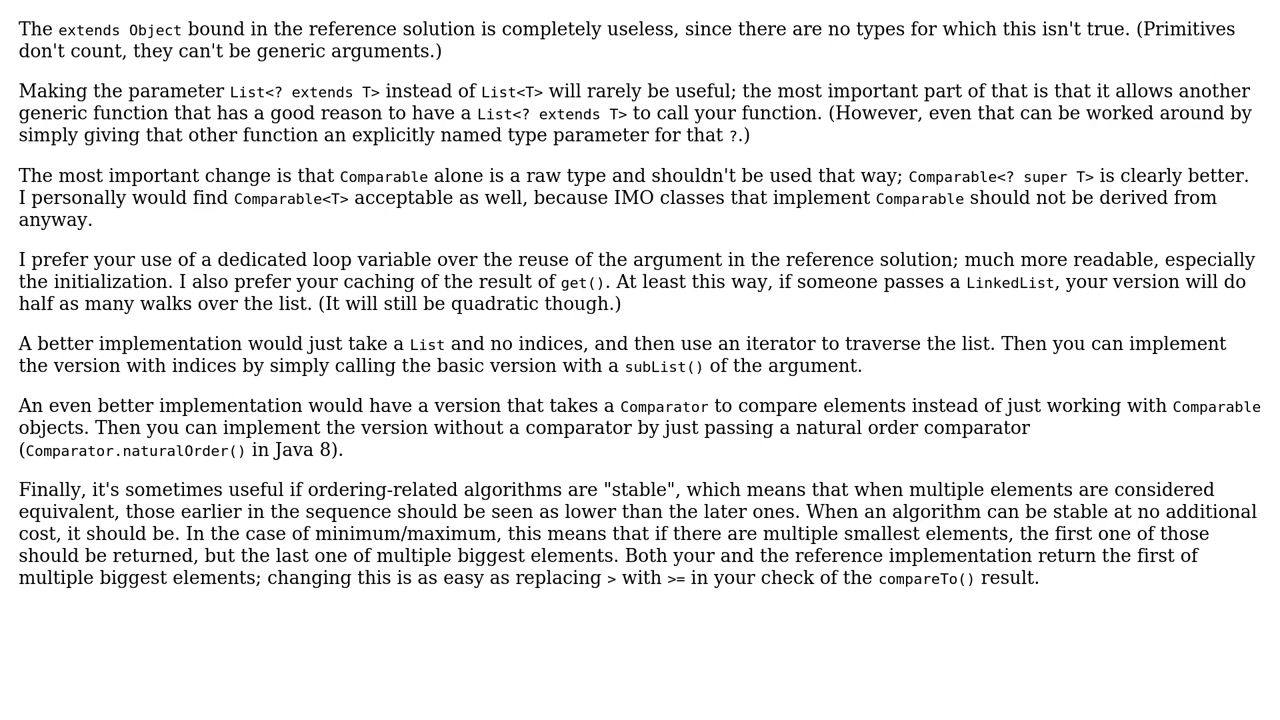 The extends Object bound in the reference solution is completely useless, since there are no types for which this isn't true. (Primitives
don't count, they can't be generic arguments.)
Making the parameter List<? extends T> instead of List<T> will rarely be useful; the most important part of that is that it allows another
generic function that has a good reason to have a List<? extends T> to call your function. (However, even that can be worked around by
simply giving that other function an explicitly named type parameter for that ?.)
The most important change is that Comparable alone is a raw type and shouldn't be used that way; Comparable<? super T> is clearly better.
I personally would find Comparable<T> acceptable as well, because IMO classes that implement Comparable should not be derived from
anyway.
I prefer your use of a dedicated loop variable over the reuse of the argument in the reference solution; much more readable, especially
the initialization. I also prefer your caching of the result of get(). At least this way, if someone passes a LinkedList, your version will do
half as many walks over the list. (It will still be quadratic though.)
A better implementation would just take a List and no indices, and then use an iterator to traverse the list. Then you can implement
the version with indices by simply calling the basic version with a subList() of the argument.
An even better implementation would have a version that takes a Comparator to compare elements instead of just working with Comparable
objects. Then you can implement the version without a comparator by just passing a natural order comparator
(Comparator.naturalOrder() in Java 8).
Finally, it's sometimes useful if ordering-related algorithms are "stable", which means that when multiple elements are considered
equivalent, those earlier in the sequence should be seen as lower than the later ones. When an algorithm can be stable at no additional
cost, it should be. In the case of minimum/maximum, this means that if there are multiple smallest elements, the first one of those
should be returned, but the last one of multiple biggest elements. Both your and the reference implementation return the first of
multiple biggest elements; changing this is as easy as replacing > with >= in your check of the compareTo() result.